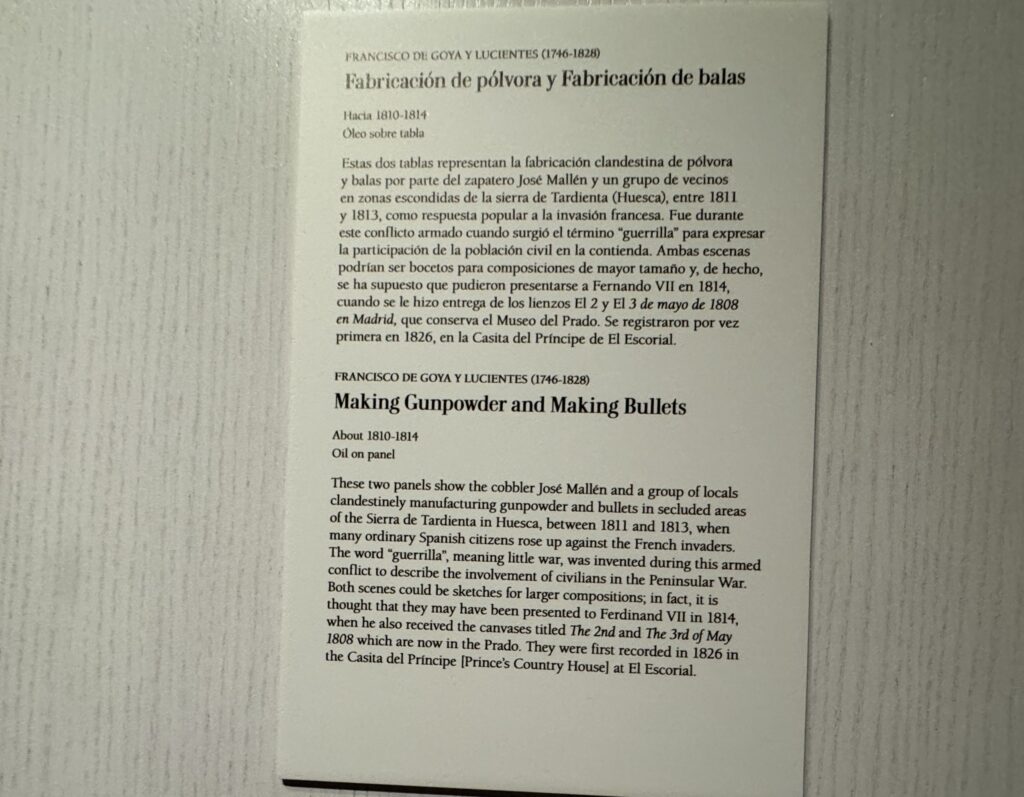 FRANCISCO DE GOYA Y LUCIENTES (1746-1828)
Fabricación de pólvora y Fabricación de balas
Hacia 1810-1814
Óleo sobre tabla
Estas dos tablas representan la fabricación clandestina de pólvora
y balas por parte del zapatero José Mallén y un grupo de vecinos
en zonas escondidas de la sierra de Tardienta (Huesca), entre 1811
y 1813, como respuesta popular a la invasión francesa. Fue durante
este conflicto armado cuando surgió el término "guerrilla" para expresar
la participación de la población civil en la contienda. Ambas escenas
podrían ser bocetos para composiciones de mayor tamaño y, de hecho,
se ha supuesto que pudieron presentarse a Fernando VII en 1814,
cuando se le hizo entrega de los lienzos El 2 y El 3 de mayo de 1808
en Madrid, que conserva el Museo del Prado. Se registraron por vez
primera en 1826, en la Casita del Príncipe de El Escorial.
FRANCISCO DE GOYA Y LUCIENTES (1746-1828)
Making Gunpowder and Making Bullets
About 1810-1814
Oil on panel
These two panels show the cobbler José Mallén and a group of locals
clandestinely manufacturing gunpowder and bullets in secluded areas
of the Sierra de Tardienta in Huesca, between 1811 and 1813, when
many ordinary Spanish citizens rose up against the French invaders.
The word "guerrilla", meaning little war, was invented during this armed
conflict to describe the involvement of civilians in the Peninsular War.
Both scenes could be sketches for larger compositions; in fact, it is
thought that they may have been presented to Ferdinand VII in 1814,
when he also received the canvases titled The 2nd and The 3rd of May
1808 which are now in the Prado. They were first recorded in 1826 in
the Casita del Príncipe [Prince's Country House] at El Escorial.